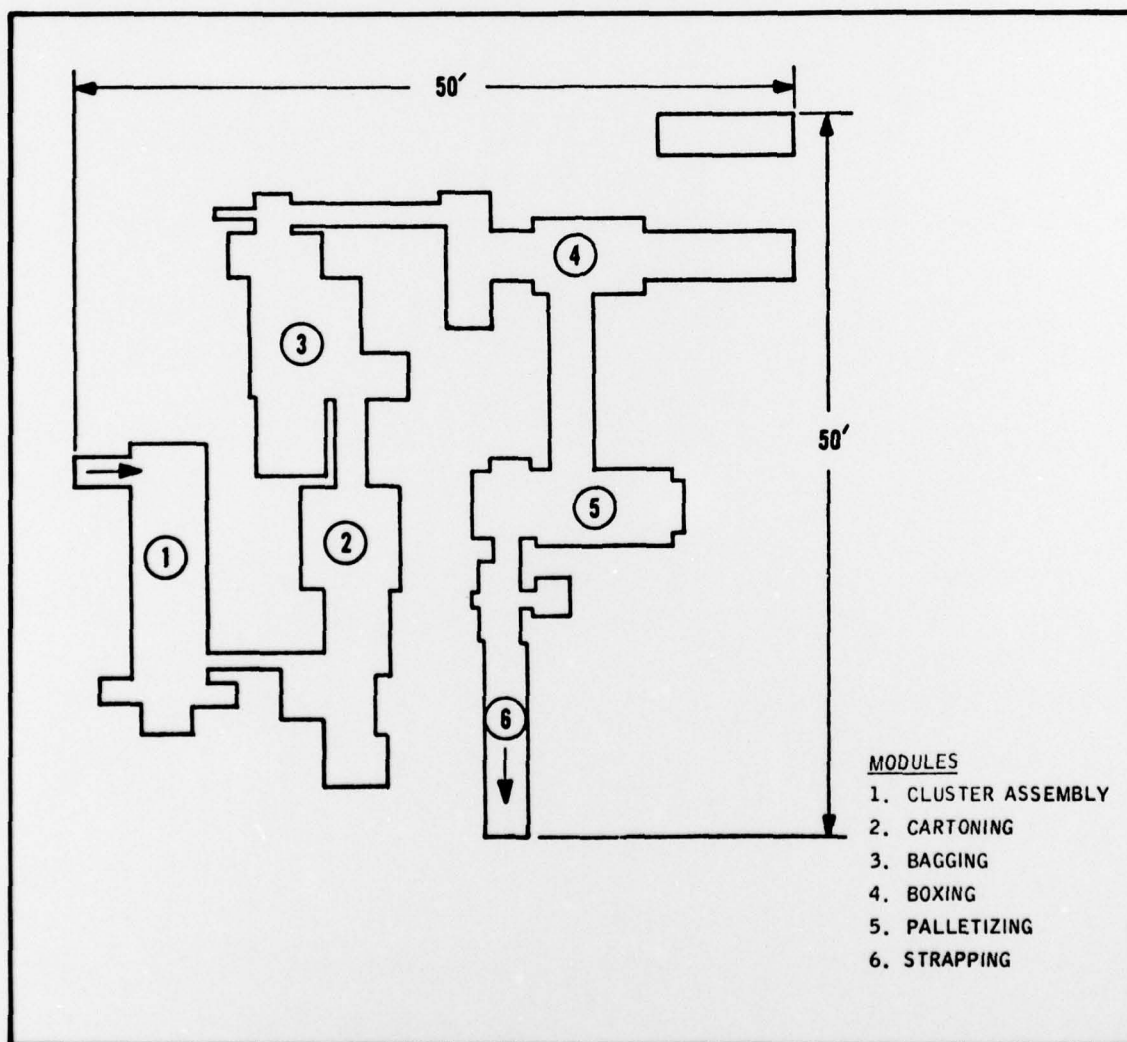 50′
4
3
50′
5
2
1
6
MODULES
1. CLUSTER ASSEMBLY
2. CARTONING
3. BAGGING
4. BOXING
5. PALLETIZING
6. STRAPPING